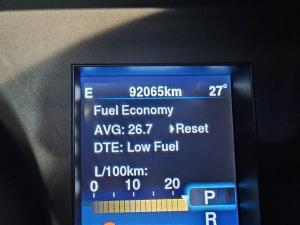 E 92065km 27°
Fuel Economy
AVG: 26.7 Reset
DTE: Low Fuel
L/100km:
0 10 20
P
R